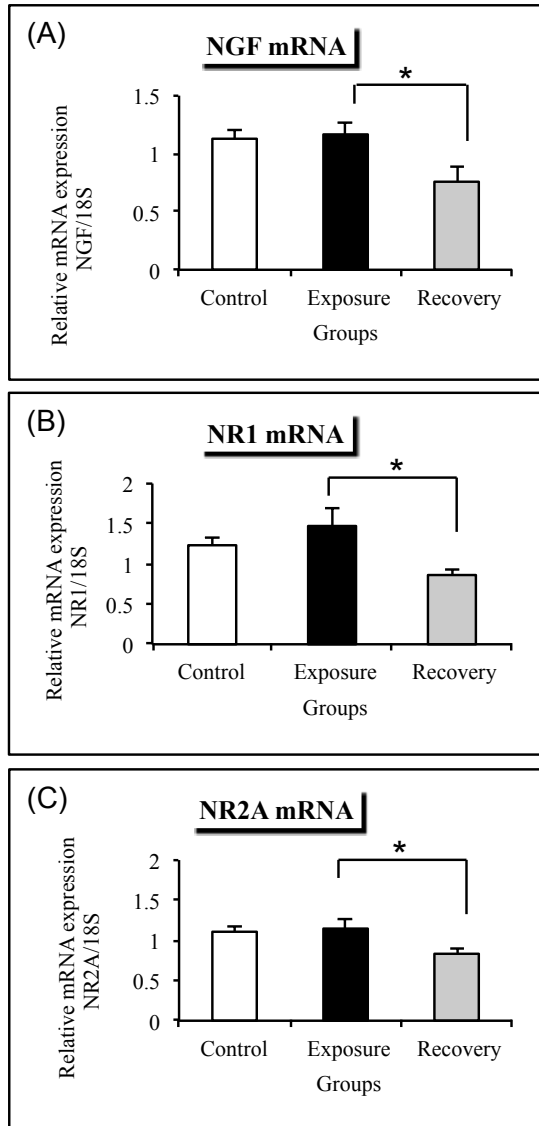 (A)
NGF mRNA
*
Relative mRNA expression
NGF/18S
1.5
1
0.5
0
Control Exposure Recovery
Groups
(B)
NR1 mRNA
*
Relative mRNA expression
NR1/18S
2
1.5
1
0.5
0
Control Exposure Recovery
Groups
(C)
NR2A mRNA
*
Relative mRNA expression
NR2A/18S
2
1.5
1
0.5
0
Control Exposure Recovery
Groups